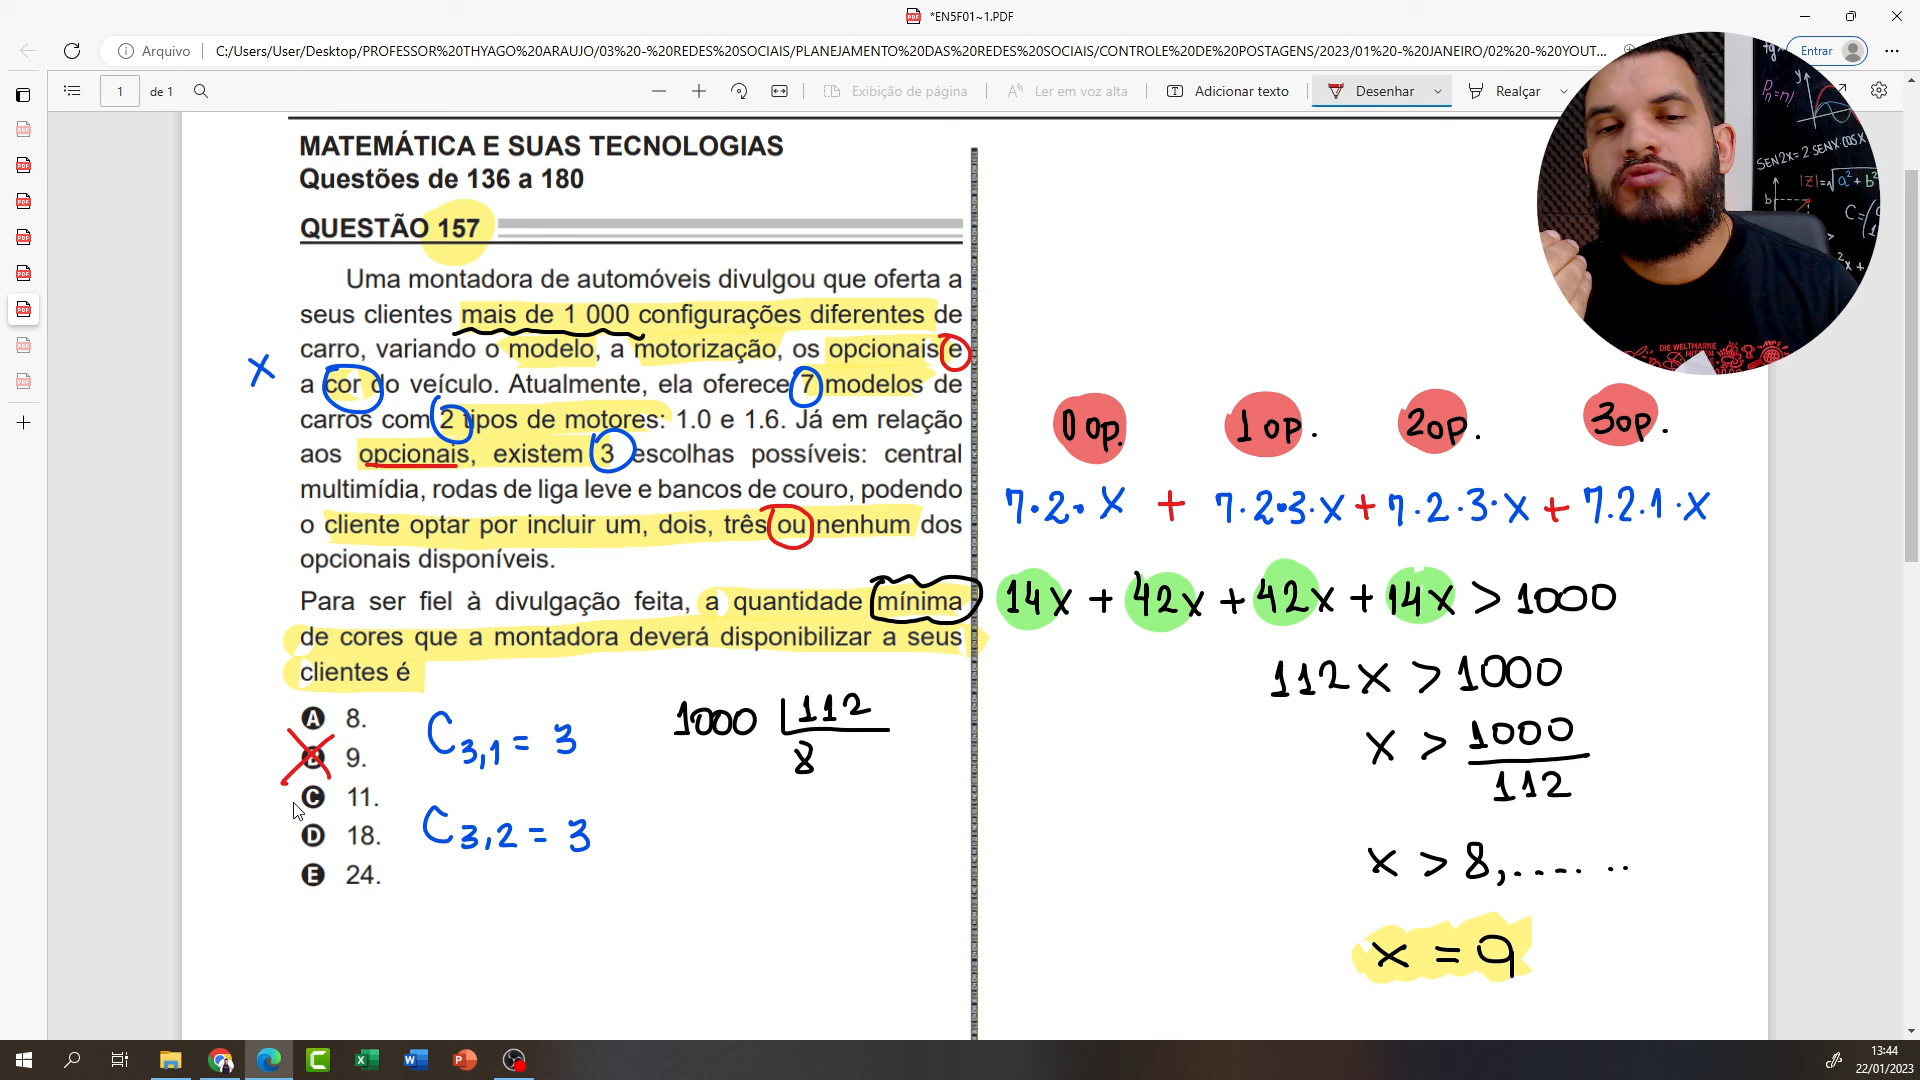 *EN5F01~1.PDF
Arquivo
C:/Users/User/Desktop/PROFESSOR%20THYAGO%20ARAUJO/03%20-%20REDES%20SOCIAIS/PLANEJAMENTO%20DAS%20REDES%20SOCIAIS/CONTROLE%20DE%20POSTAGENS/2023/01%20-%20JANEIRO/02%20-%20YOUT...
Entrar
1 de 1
Exibição de página
Ler em voz alta
Adicionar texto
Desenhar
Realçar
MATEMÁTICA E SUAS TECNOLOGIAS
Questões de 136 a 180
QUESTÃO 157
Uma montadora de automóveis divulgou que oferta a
seus clientes mais de 1 000 configurações diferentes de
carro, variando o modelo, a motorização, os opcionais e
a cor do veículo. Atualmente, ela oferece 7 modelos de
carros com 2 tipos de motores: 1.0 e 1.6. Já em relação
aos opcionais, existem 3 escolhas possíveis: central
multimídia, rodas de liga leve e bancos de couro, podendo
o cliente optar por incluir um, dois, três ou nenhum dos
opcionais disponíveis.
Para ser fiel à divulgação feita, a quantidade mínima
de cores que a montadora deverá disponibilizar a seus
clientes é
A 8.
B 9.
C 11.
D 18.
E 24.
x
C3,1 = 3
C3,2 = 3
1000 112
8
0 op. 1 op. 2 op. 3 op.
7·2·x + 7·2·3·x + 7·2·3·x + 7·2·1·x
14x + 42x + 42x + 14x > 1000
112x > 1000
x > 1000
112
x > 8,.......
x = 9
P n = n!
SEN2X = 2.SENX.COSX
|Z| = √a² + b²
DIE WELTMARKE
13:44
22/01/2023